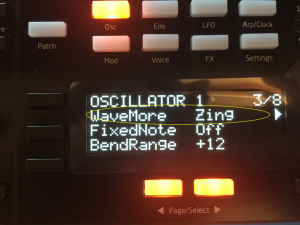 Osc Env LFO Arp/Clock
Patch
Mod Voice FX Settings
OSCILLATOR 1 3/8
WaveMore Zing
FixedNote Off
BendRange +12
Page/Select